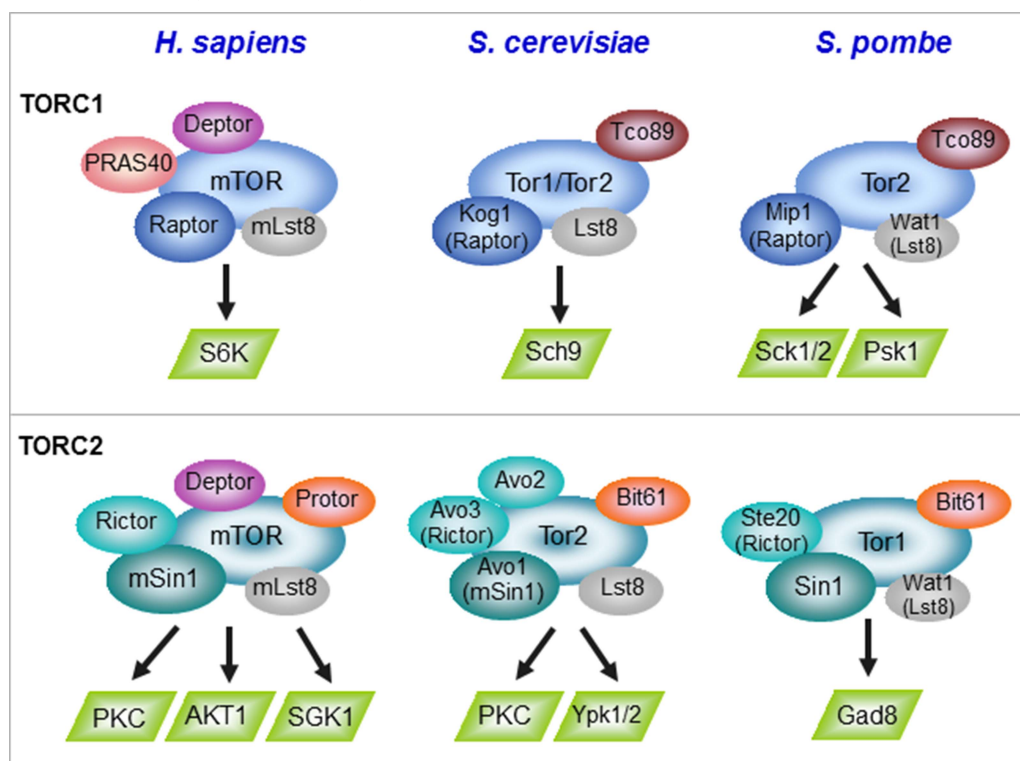 H. sapiens
S. cerevisiae
S. pombe
TORC1
Deptor
PRAS40
mTOR
Raptor
mLst8
S6K
Tco89
Tor1/Tor2
Kog1
(Raptor)
Lst8
Sch9
Tco89
Tor2
Mip1
(Raptor)
Wat1
(Lst8)
Sck1/2
Psk1
TORC2
Deptor
Protor
Rictor
mTOR
mSin1
mLst8
PKC
AKT1
SGK1
Avo2
Bit61
Avo3
(Rictor)
Tor2
Avo1
(mSin1)
Lst8
PKC
Ypk1/2
Bit61
Ste20
(Rictor)
Tor1
Sin1
Wat1
(Lst8)
Gad8